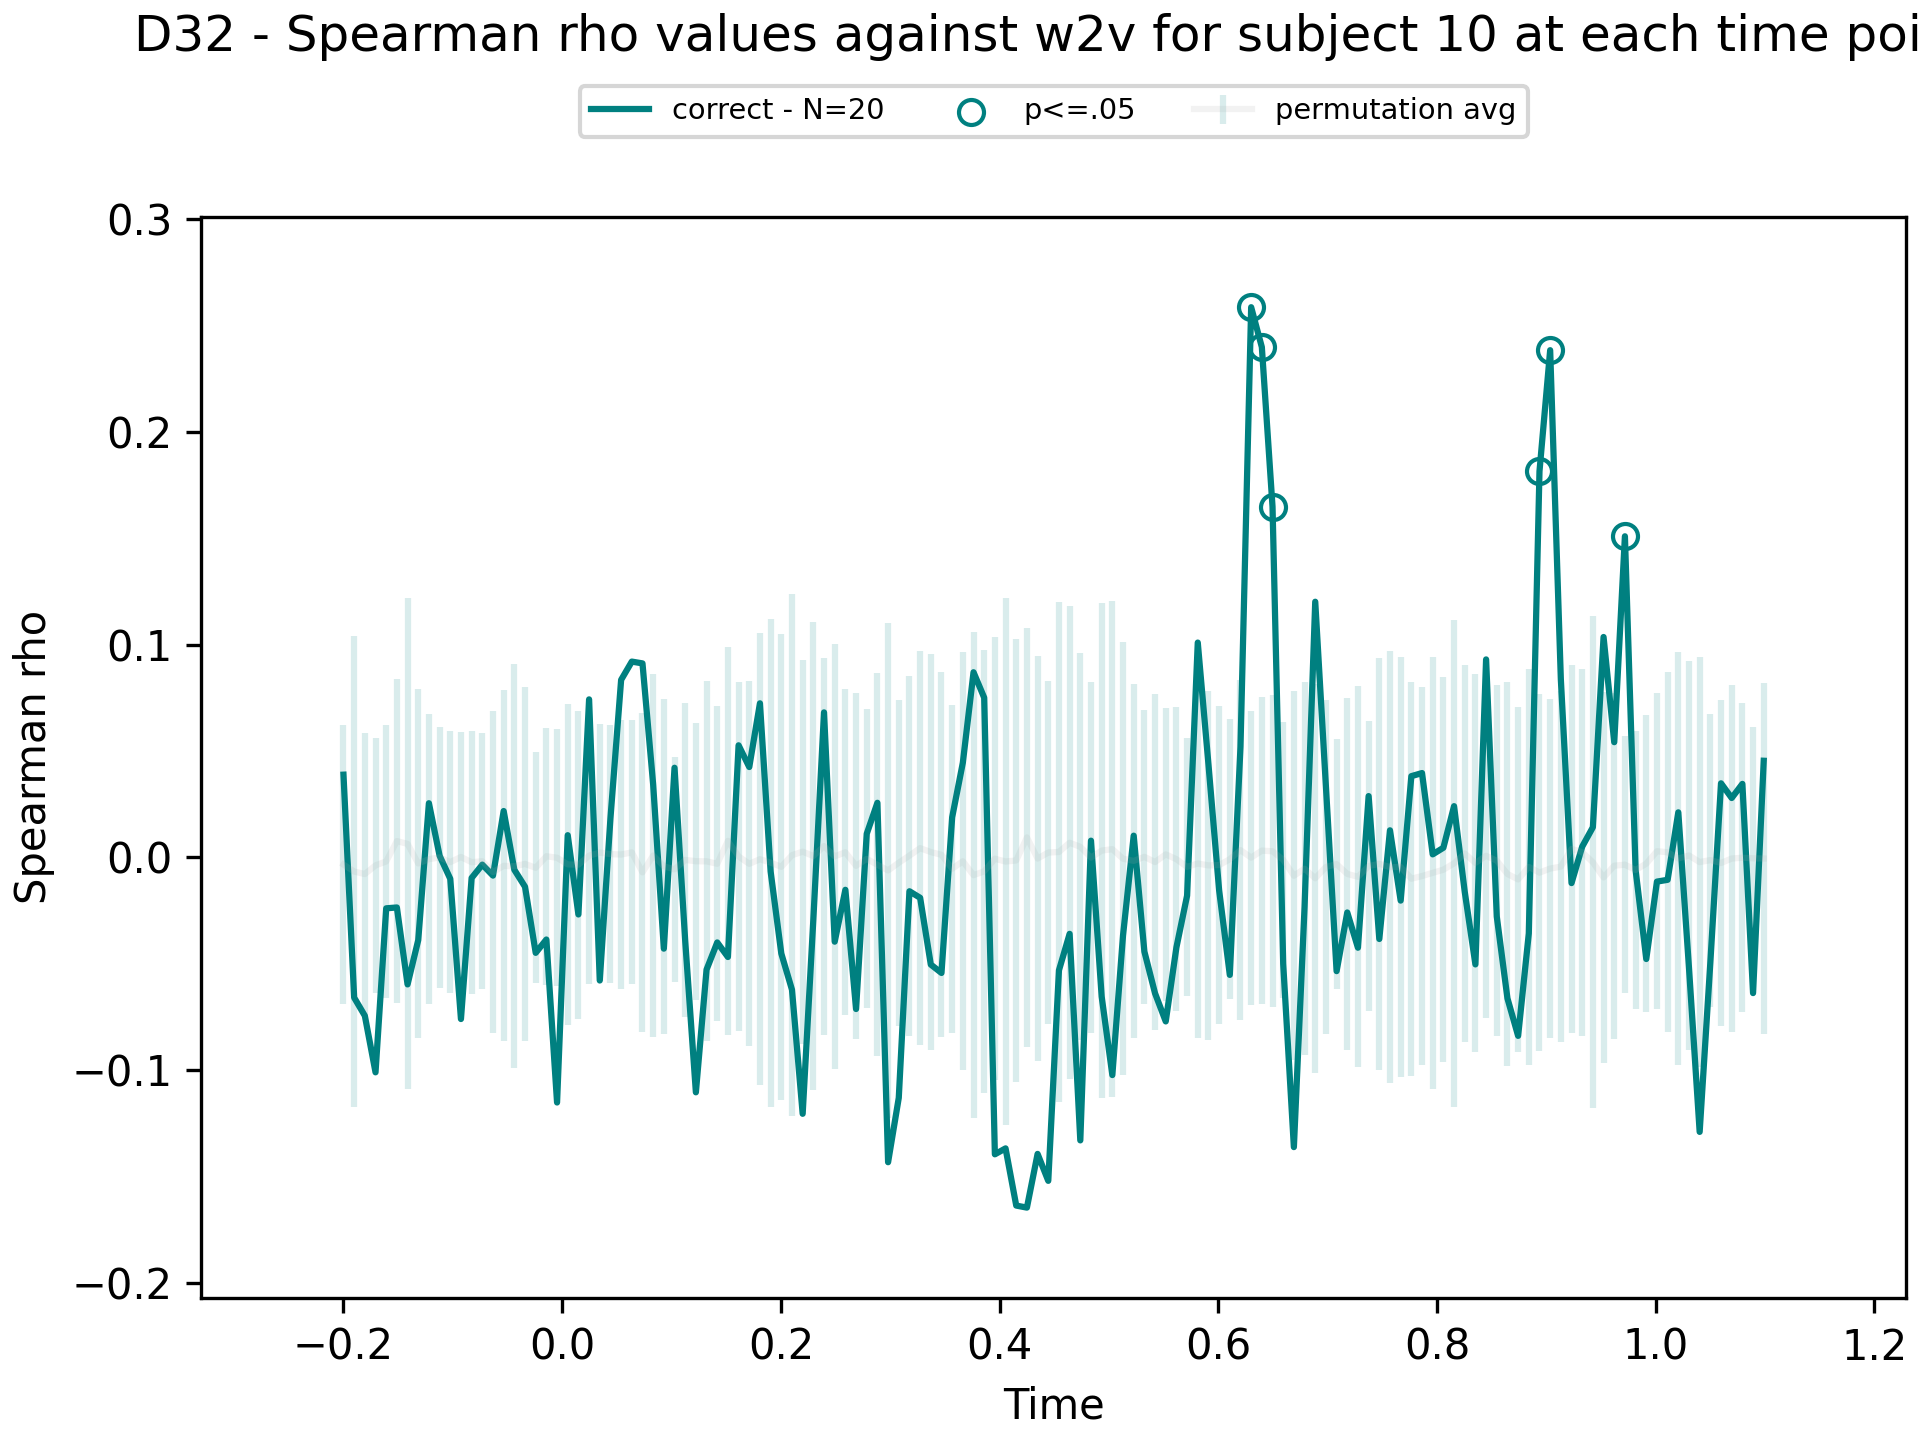 D32 - Spearman rho values against w2v for subject 10 at each time poi
correct - N=20 p<=.05 permutation avg
0.3
0.2
0.1
0.0
−0.1
−0.2
Spearman rho
−0.2 0.0 0.2 0.4 0.6 0.8 1.0 1.2
Time